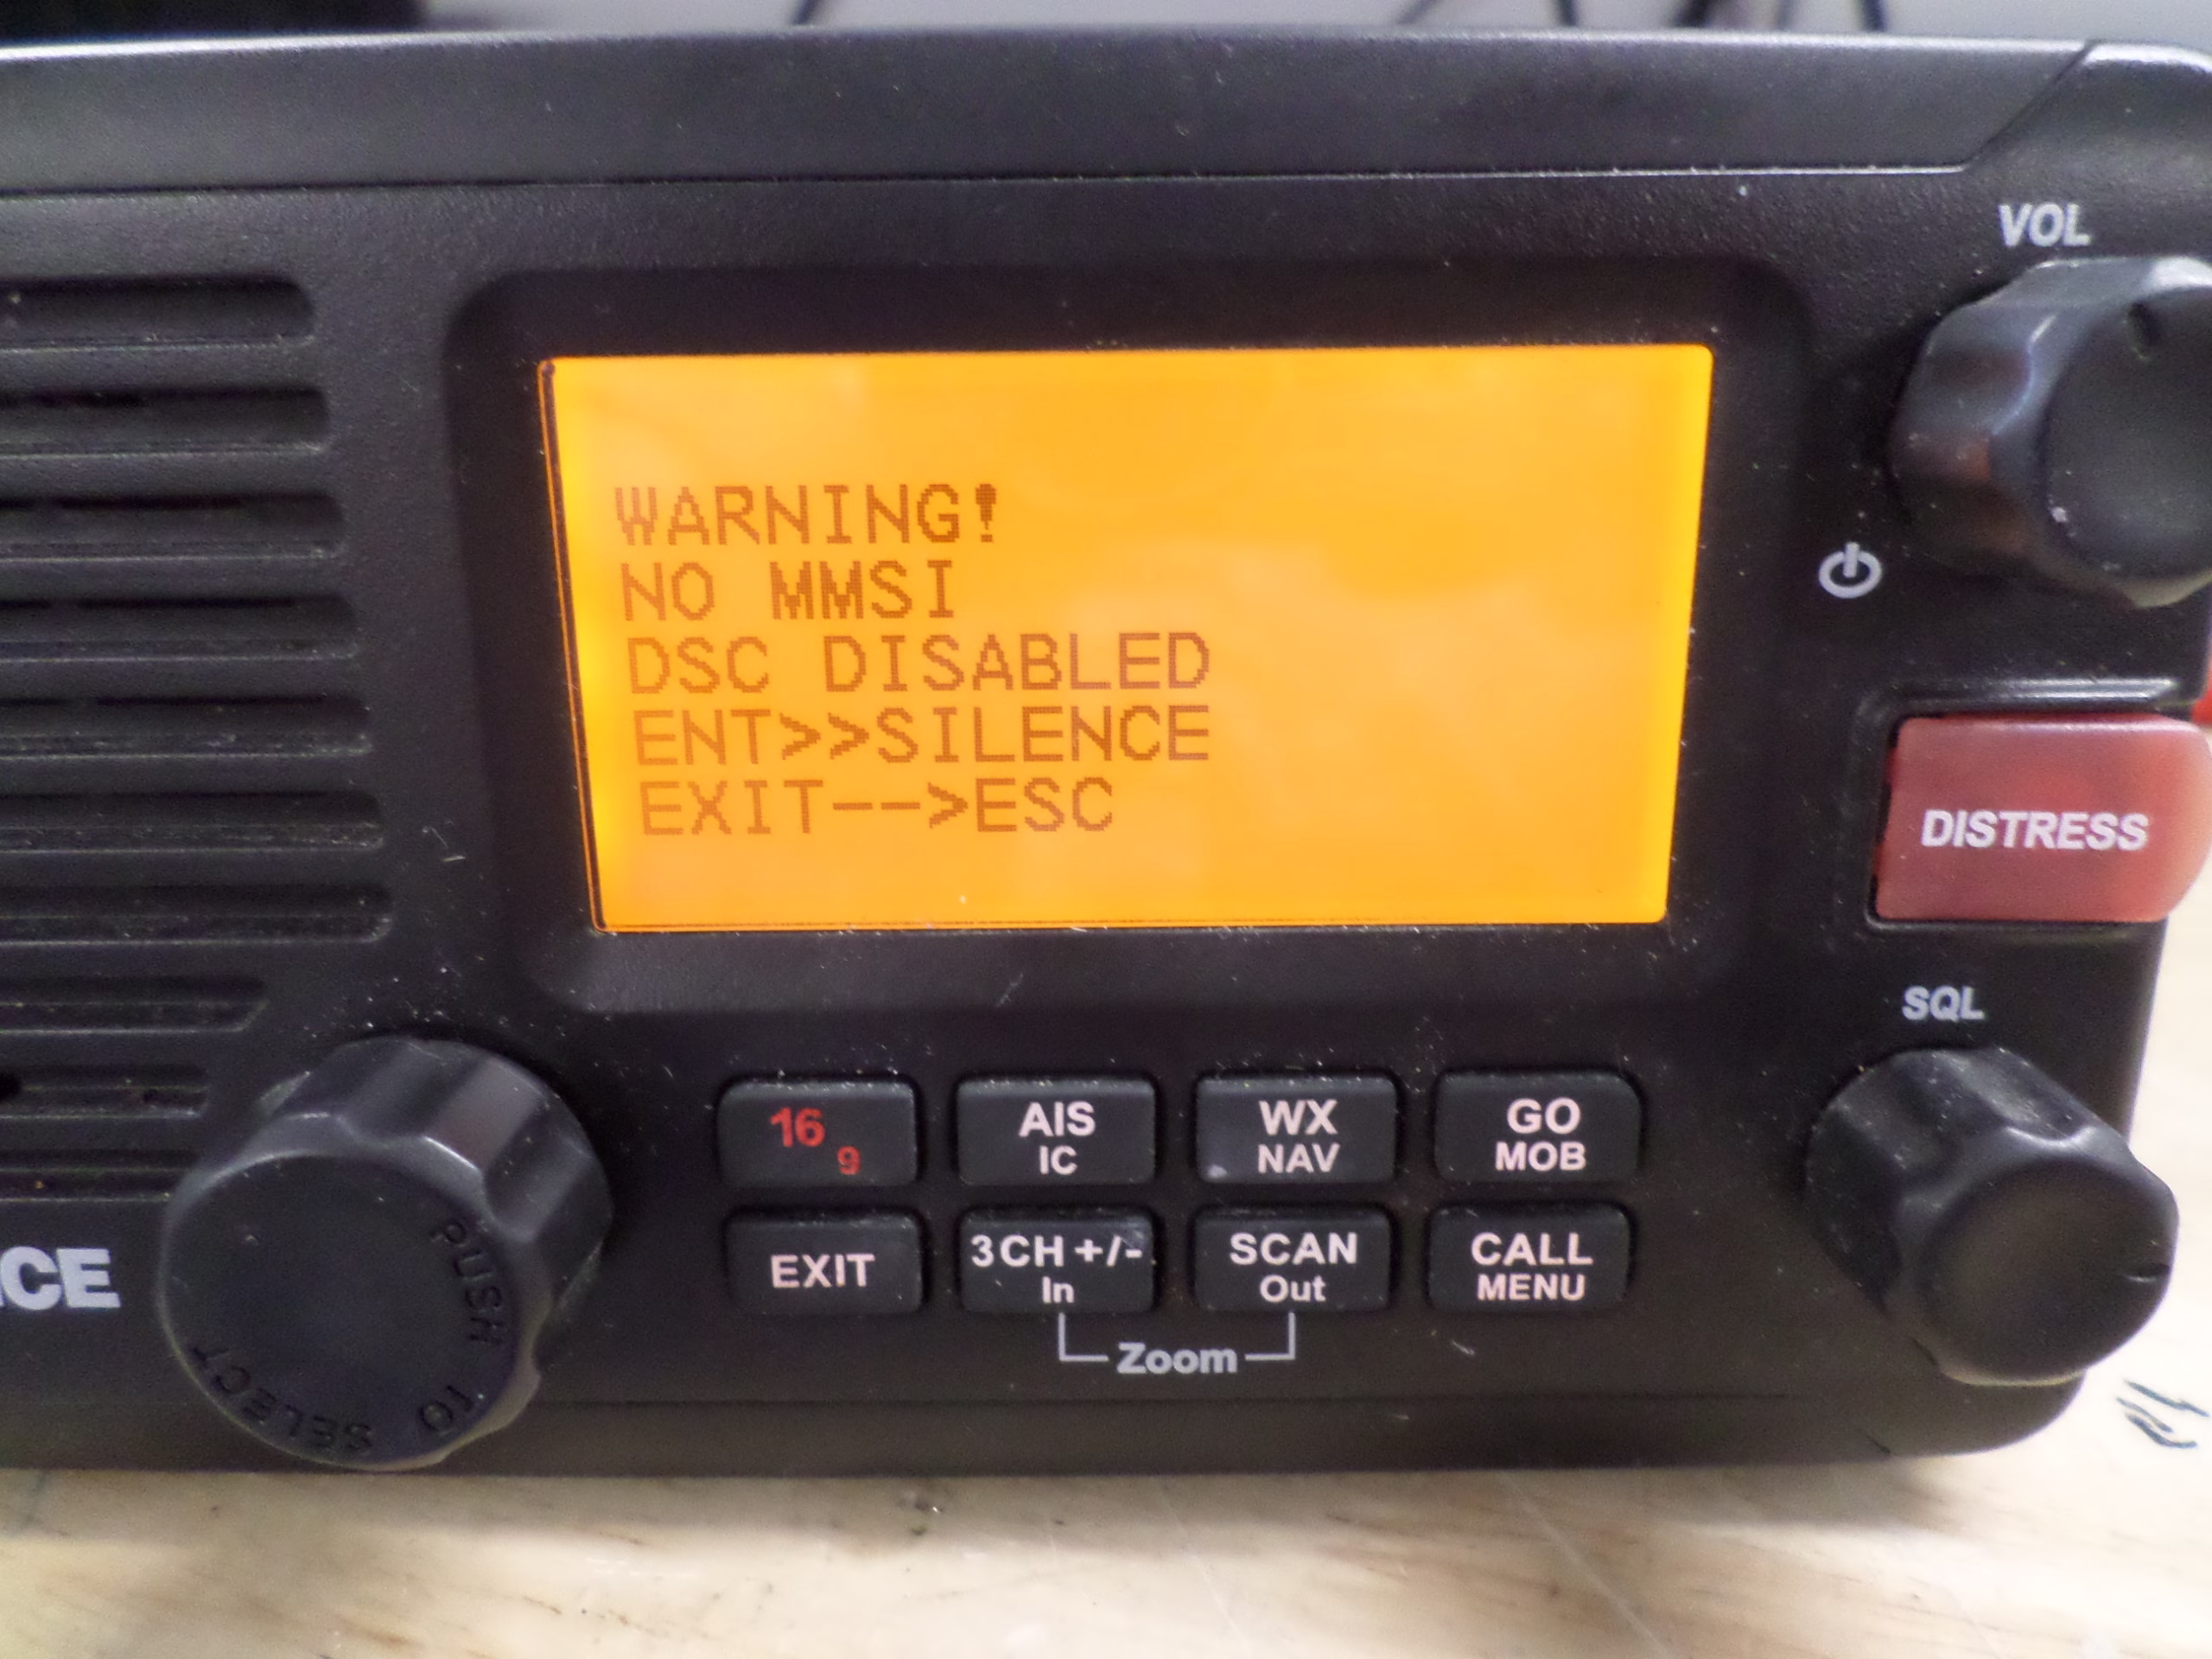 VOL
WARNING!
NO MMSI
DSC DISABLED
ENT>>SILENCE
EXIT-->ESC
DISTRESS
SQL
16 9
AIS
IC
WX
NAV
GO
MOB
CE
PUSH TO SELECT
EXIT
3CH +/-
In
SCAN
Out
CALL
MENU
Zoom